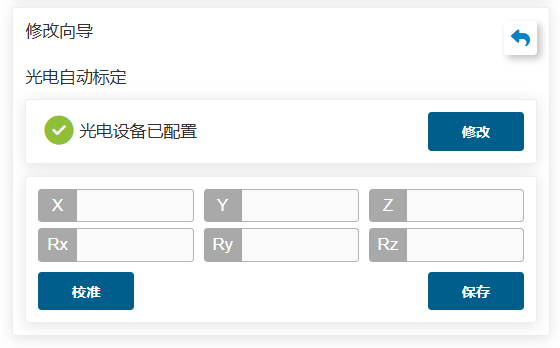 修改向导
光电自动标定
光电设备已配置 修改
X Y Z
Rx Ry Rz
校准 保存